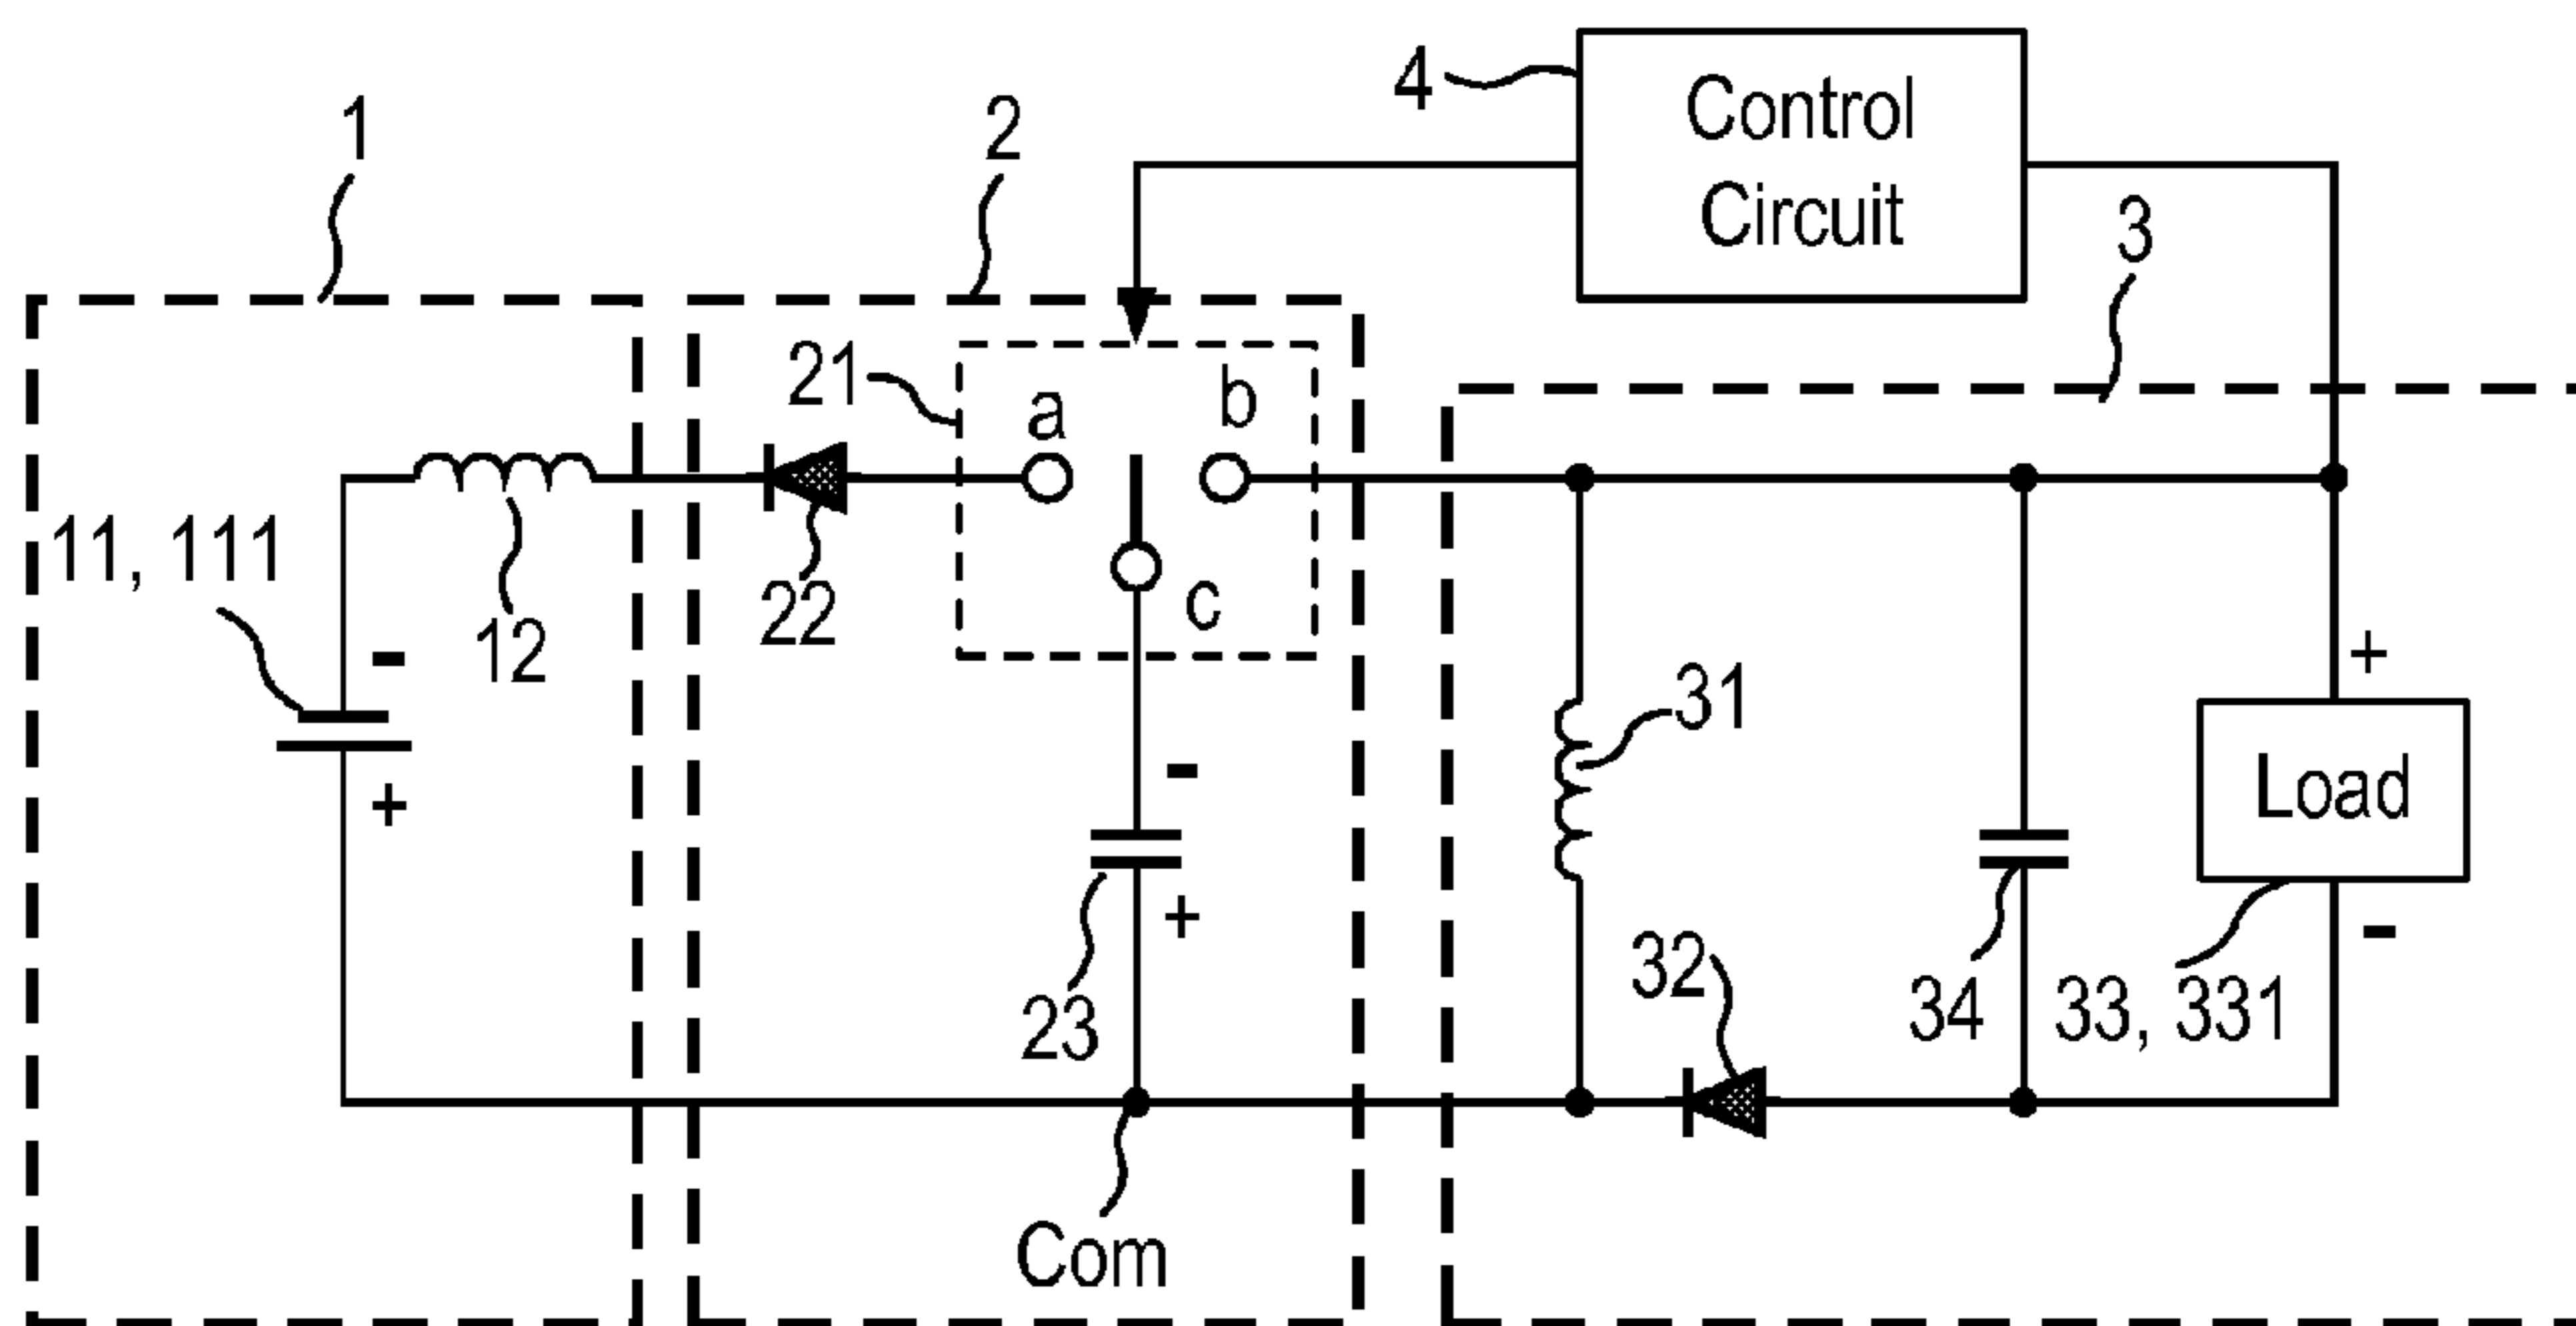 4
Control
Circuit
1
2
3
21
a
b
11, 111
12
22
c
-
+
31
-
+
+
Load
-
23
32
34
33, 331
Com